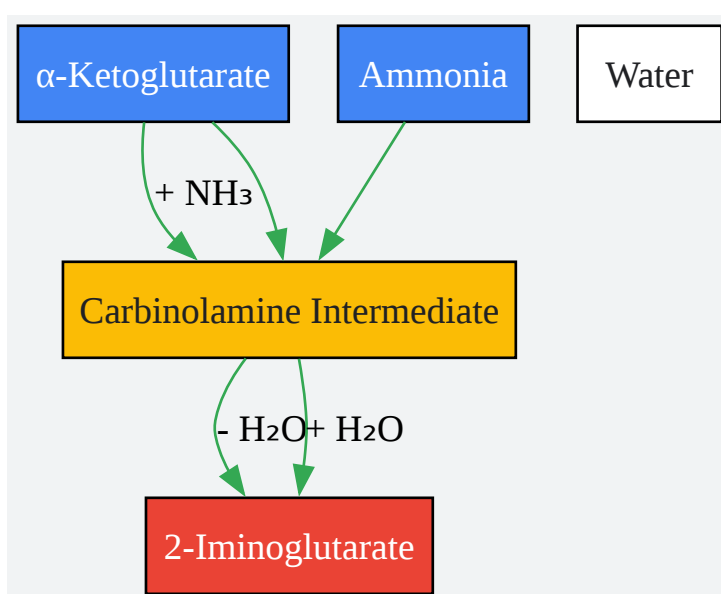 α-Ketoglutarate
Ammonia
Water
+ NH₃
Carbinolamine Intermediate
- H₂O
+ H₂O
2-Iminoglutarate